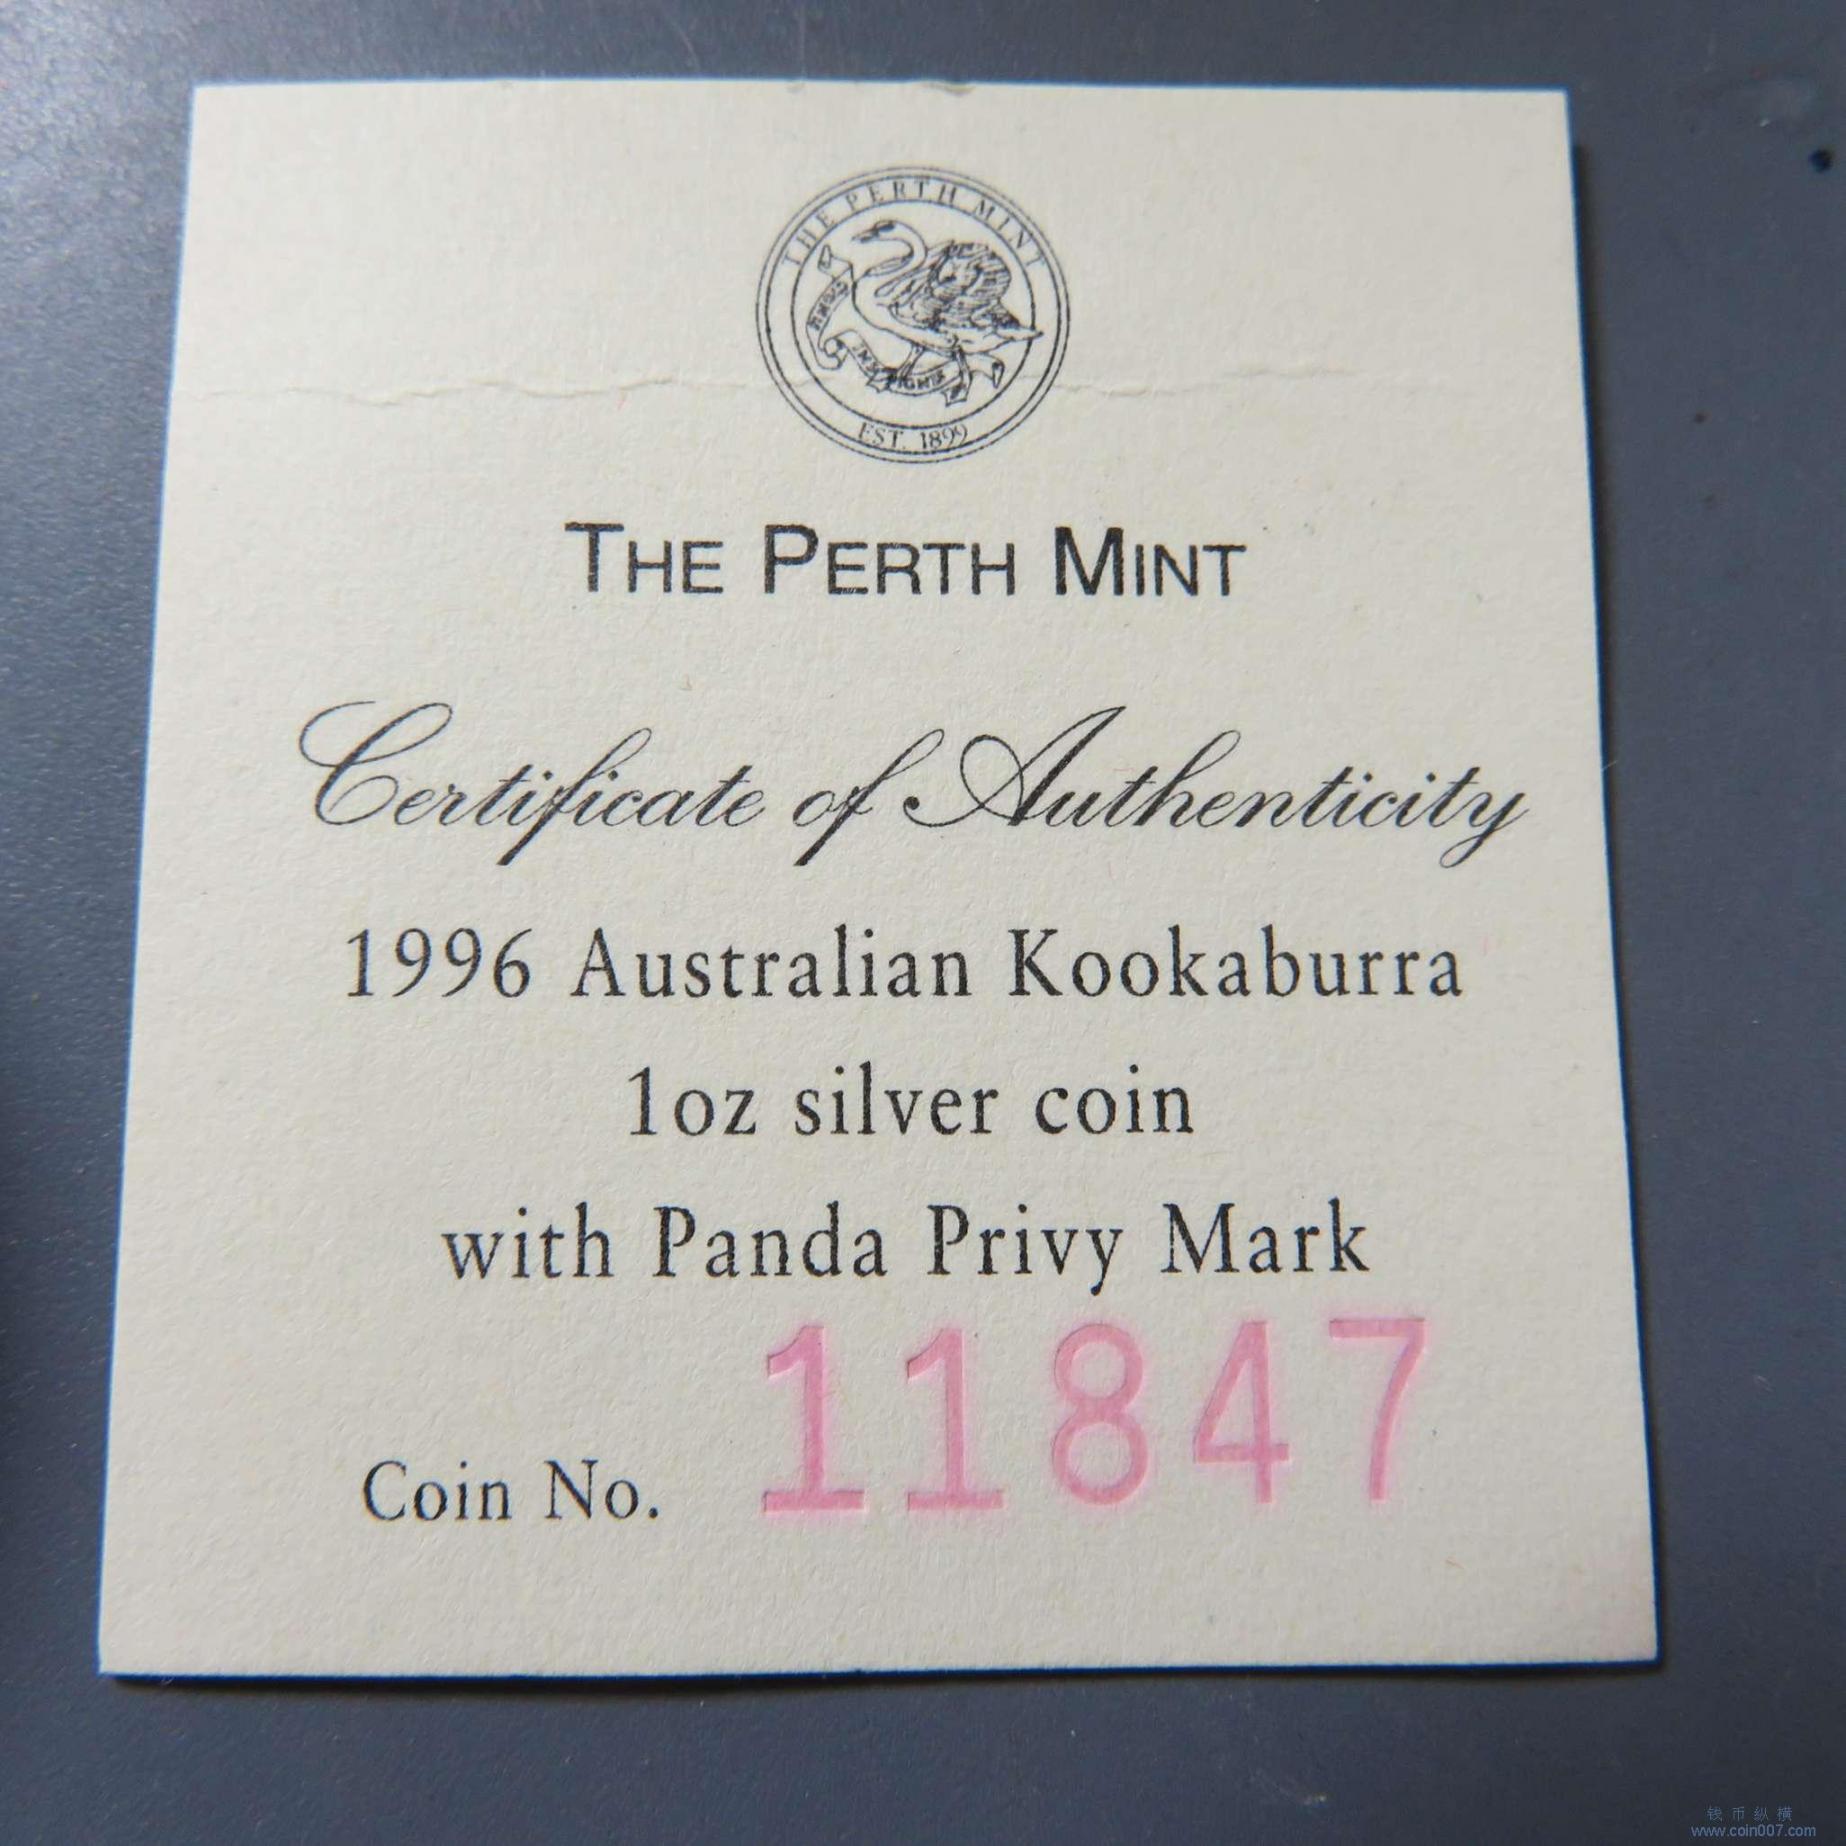 THE PERTH MINT
EST. 1899
THE PERTH MINT
Certificate of Authenticity
1996 Australian Kookaburra
1oz silver coin
with Panda Privy Mark
Coin No. 11847
钱币纵横
www.coin007.com